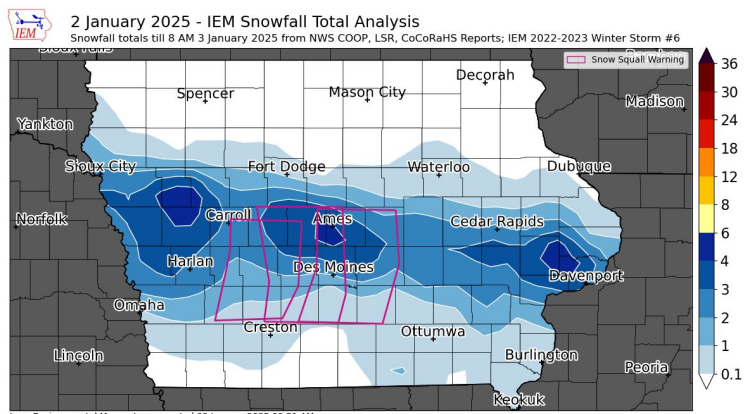 2 January 2025 - IEM Snowfall Total Analysis
Snowfall totals till 8 AM 3 January 2025 from NWS COOP, LSR, CoCoRaHS Reports; IEM 2022-2023 Winter Storm #6
IEM
Snow Squall Warning
Decorah
Spencer
Mason City
Madison
Yankton
Sioux City
Fort Dodge
Waterloo
Dubuque
Norfolk
Carroll
Ames
Cedar Rapids
Harlan
Des Moines
Davenport
Omaha
Creston
Ottumwa
Lincoln
Burlington
Peoria
Keokuk
36
30
24
18
12
8
6
4
3
2
1
0.1